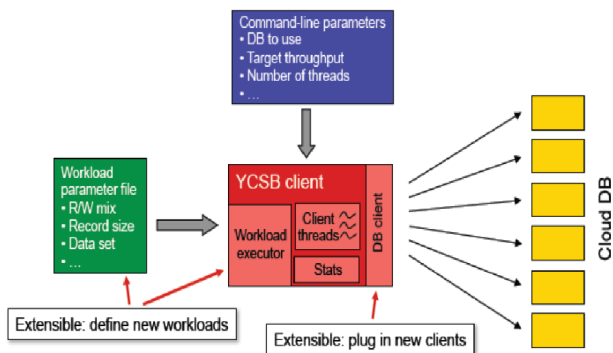 Command-line parameters
• DB to use
• Target throughput
• Number of threads
• ...
Workload
parameter file
• R/W mix
• Record size
• Data set
• ...
YCSB client
Workload
executor
Client
threads
Stats
DB client
Cloud DB
Extensible: define new workloads
Extensible: plug in new clients